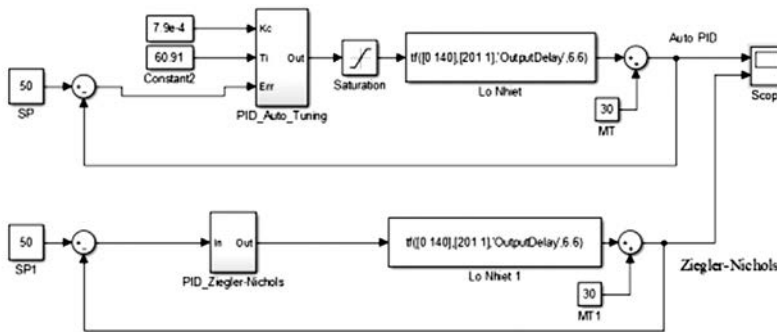 7.9e-4
60.91
Constant2
Kc
Ti
Err
Out
PID_Auto_Tuning
50
SP
Saturation
tf([0 140],[201 1],'OutputDelay',6.6)
Lo Nhiet
30
MT
Auto PID
Scop
50
SP1
In
Out
PID_Ziegler-Nichols
tf([0 140],[201 1],'OutputDelay',6.6)
Lo Nhiet 1
30
MT1
Ziegler-Nichols